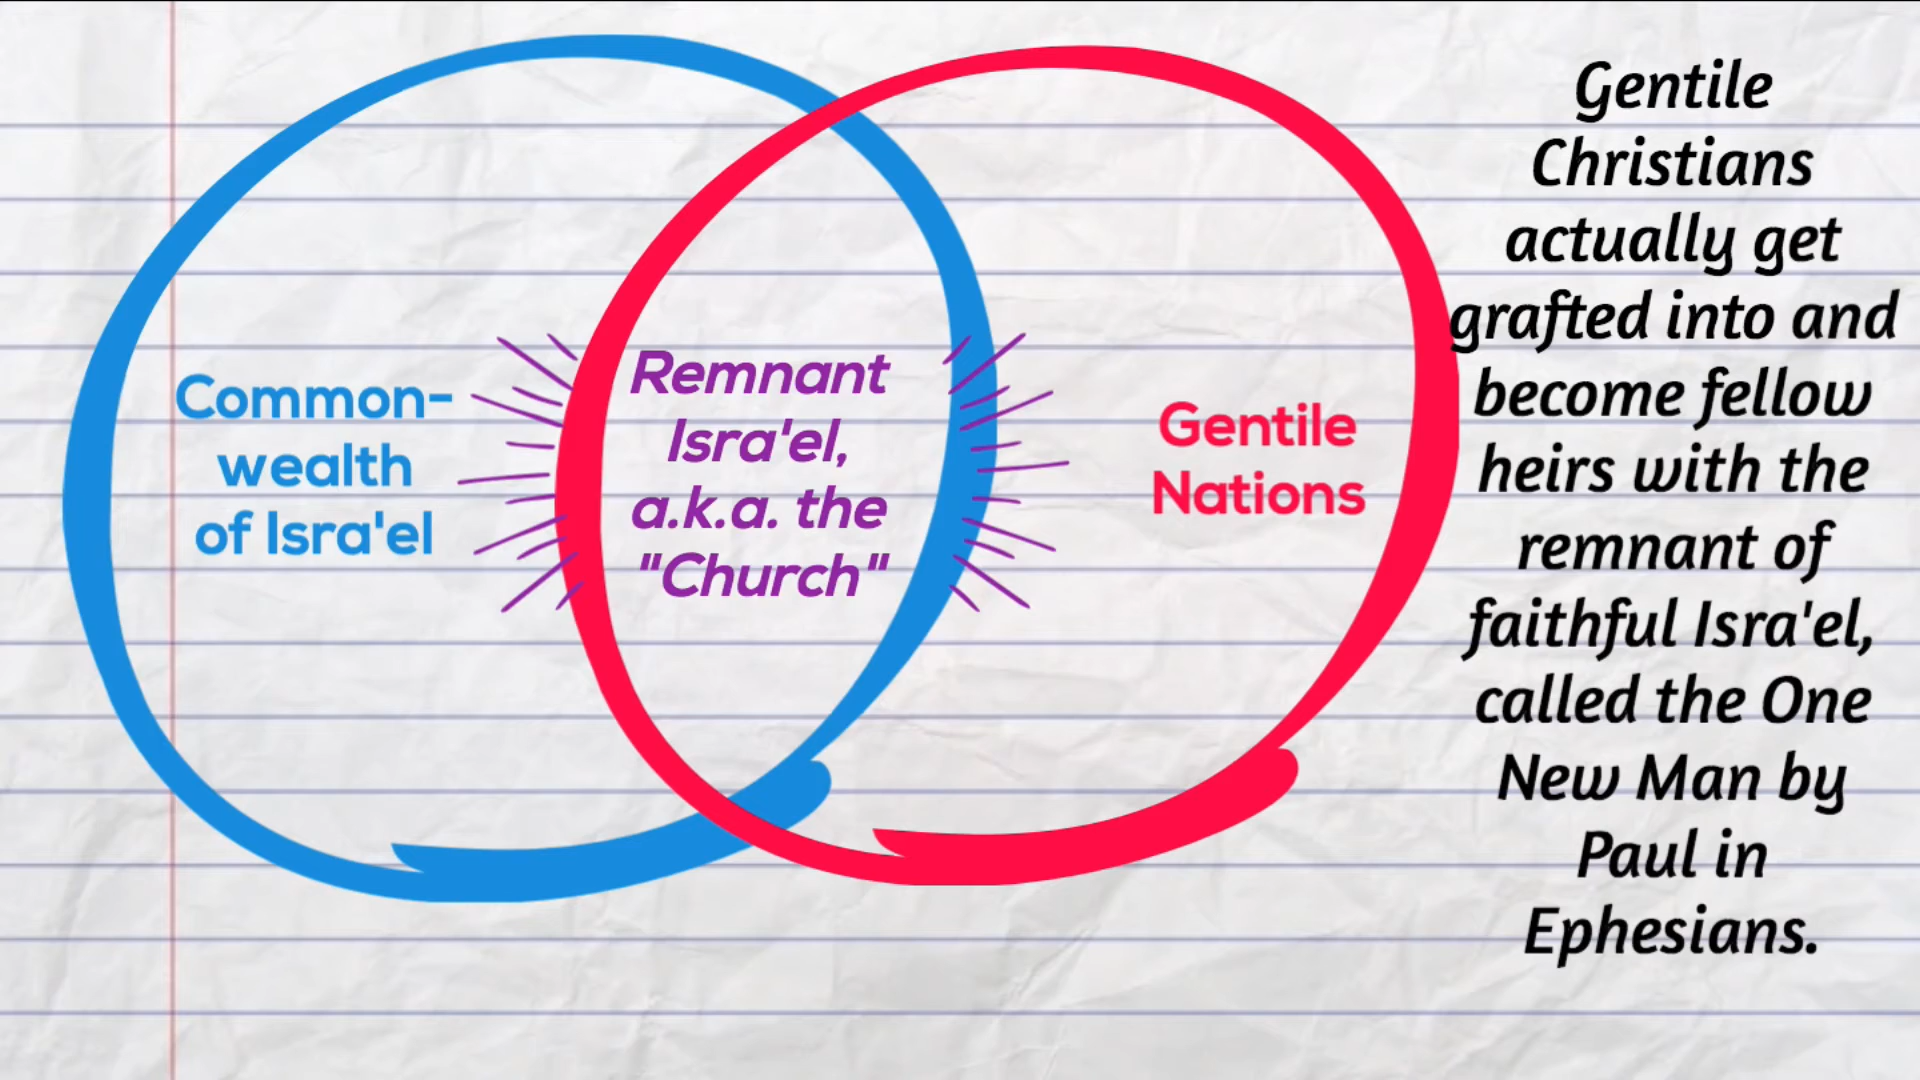 Common-
wealth
of Isra'el
Remnant
Isra'el,
a.k.a. the
"Church"
Gentile
Nations
Gentile
Christians
actually get
grafted into and
become fellow
heirs with the
remnant of
faithful Isra'el,
called the One
New Man by
Paul in
Ephesians.